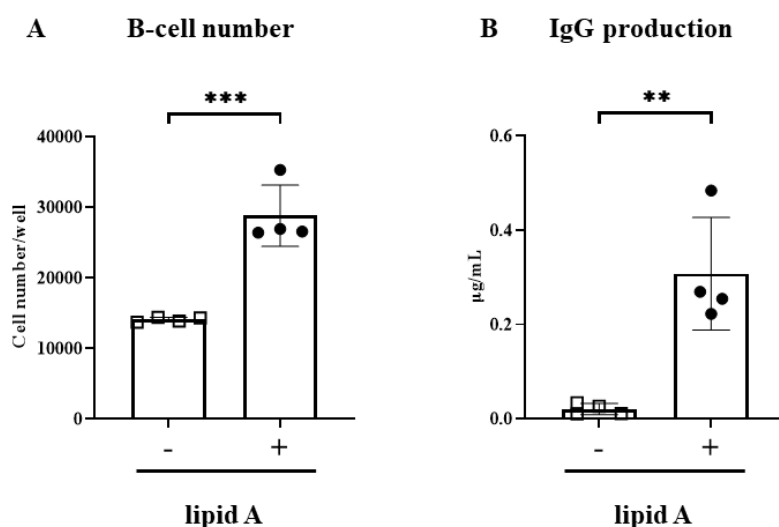 A B-cell number
***
40000
30000
20000
10000
0
Cell number/well
- +
lipid A
B IgG production
**
0.6
0.4
0.2
0.0
µg/mL
- +
lipid A